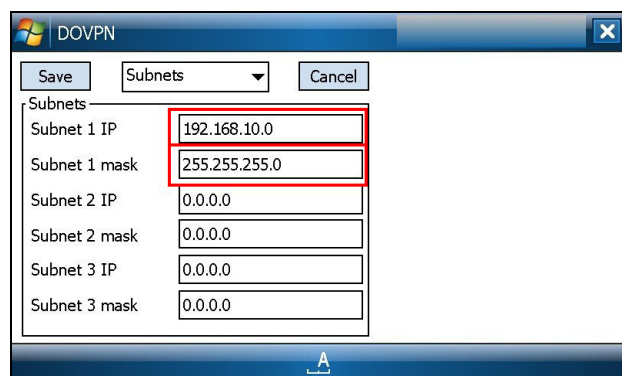 DOVPN
Save Subnets Cancel
Subnets
Subnet 1 IP 192.168.10.0
Subnet 1 mask 255.255.255.0
Subnet 2 IP 0.0.0.0
Subnet 2 mask 0.0.0.0
Subnet 3 IP 0.0.0.0
Subnet 3 mask 0.0.0.0
A